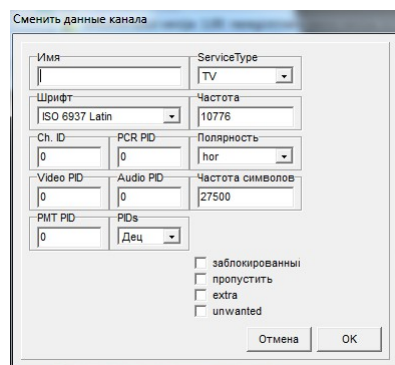 Сменить данные канала
Имя
ServiceType
TV
Шрифт
Частота
ISO 6937 Latin
10776
Ch. ID
PCR PID
Полярность
0
0
hor
Video PID
Audio PID
Частота символов
0
0
27500
PMT PID
PIDs
0
Дец
заблокированны
пропустить
extra
unwanted
Отмена
OK